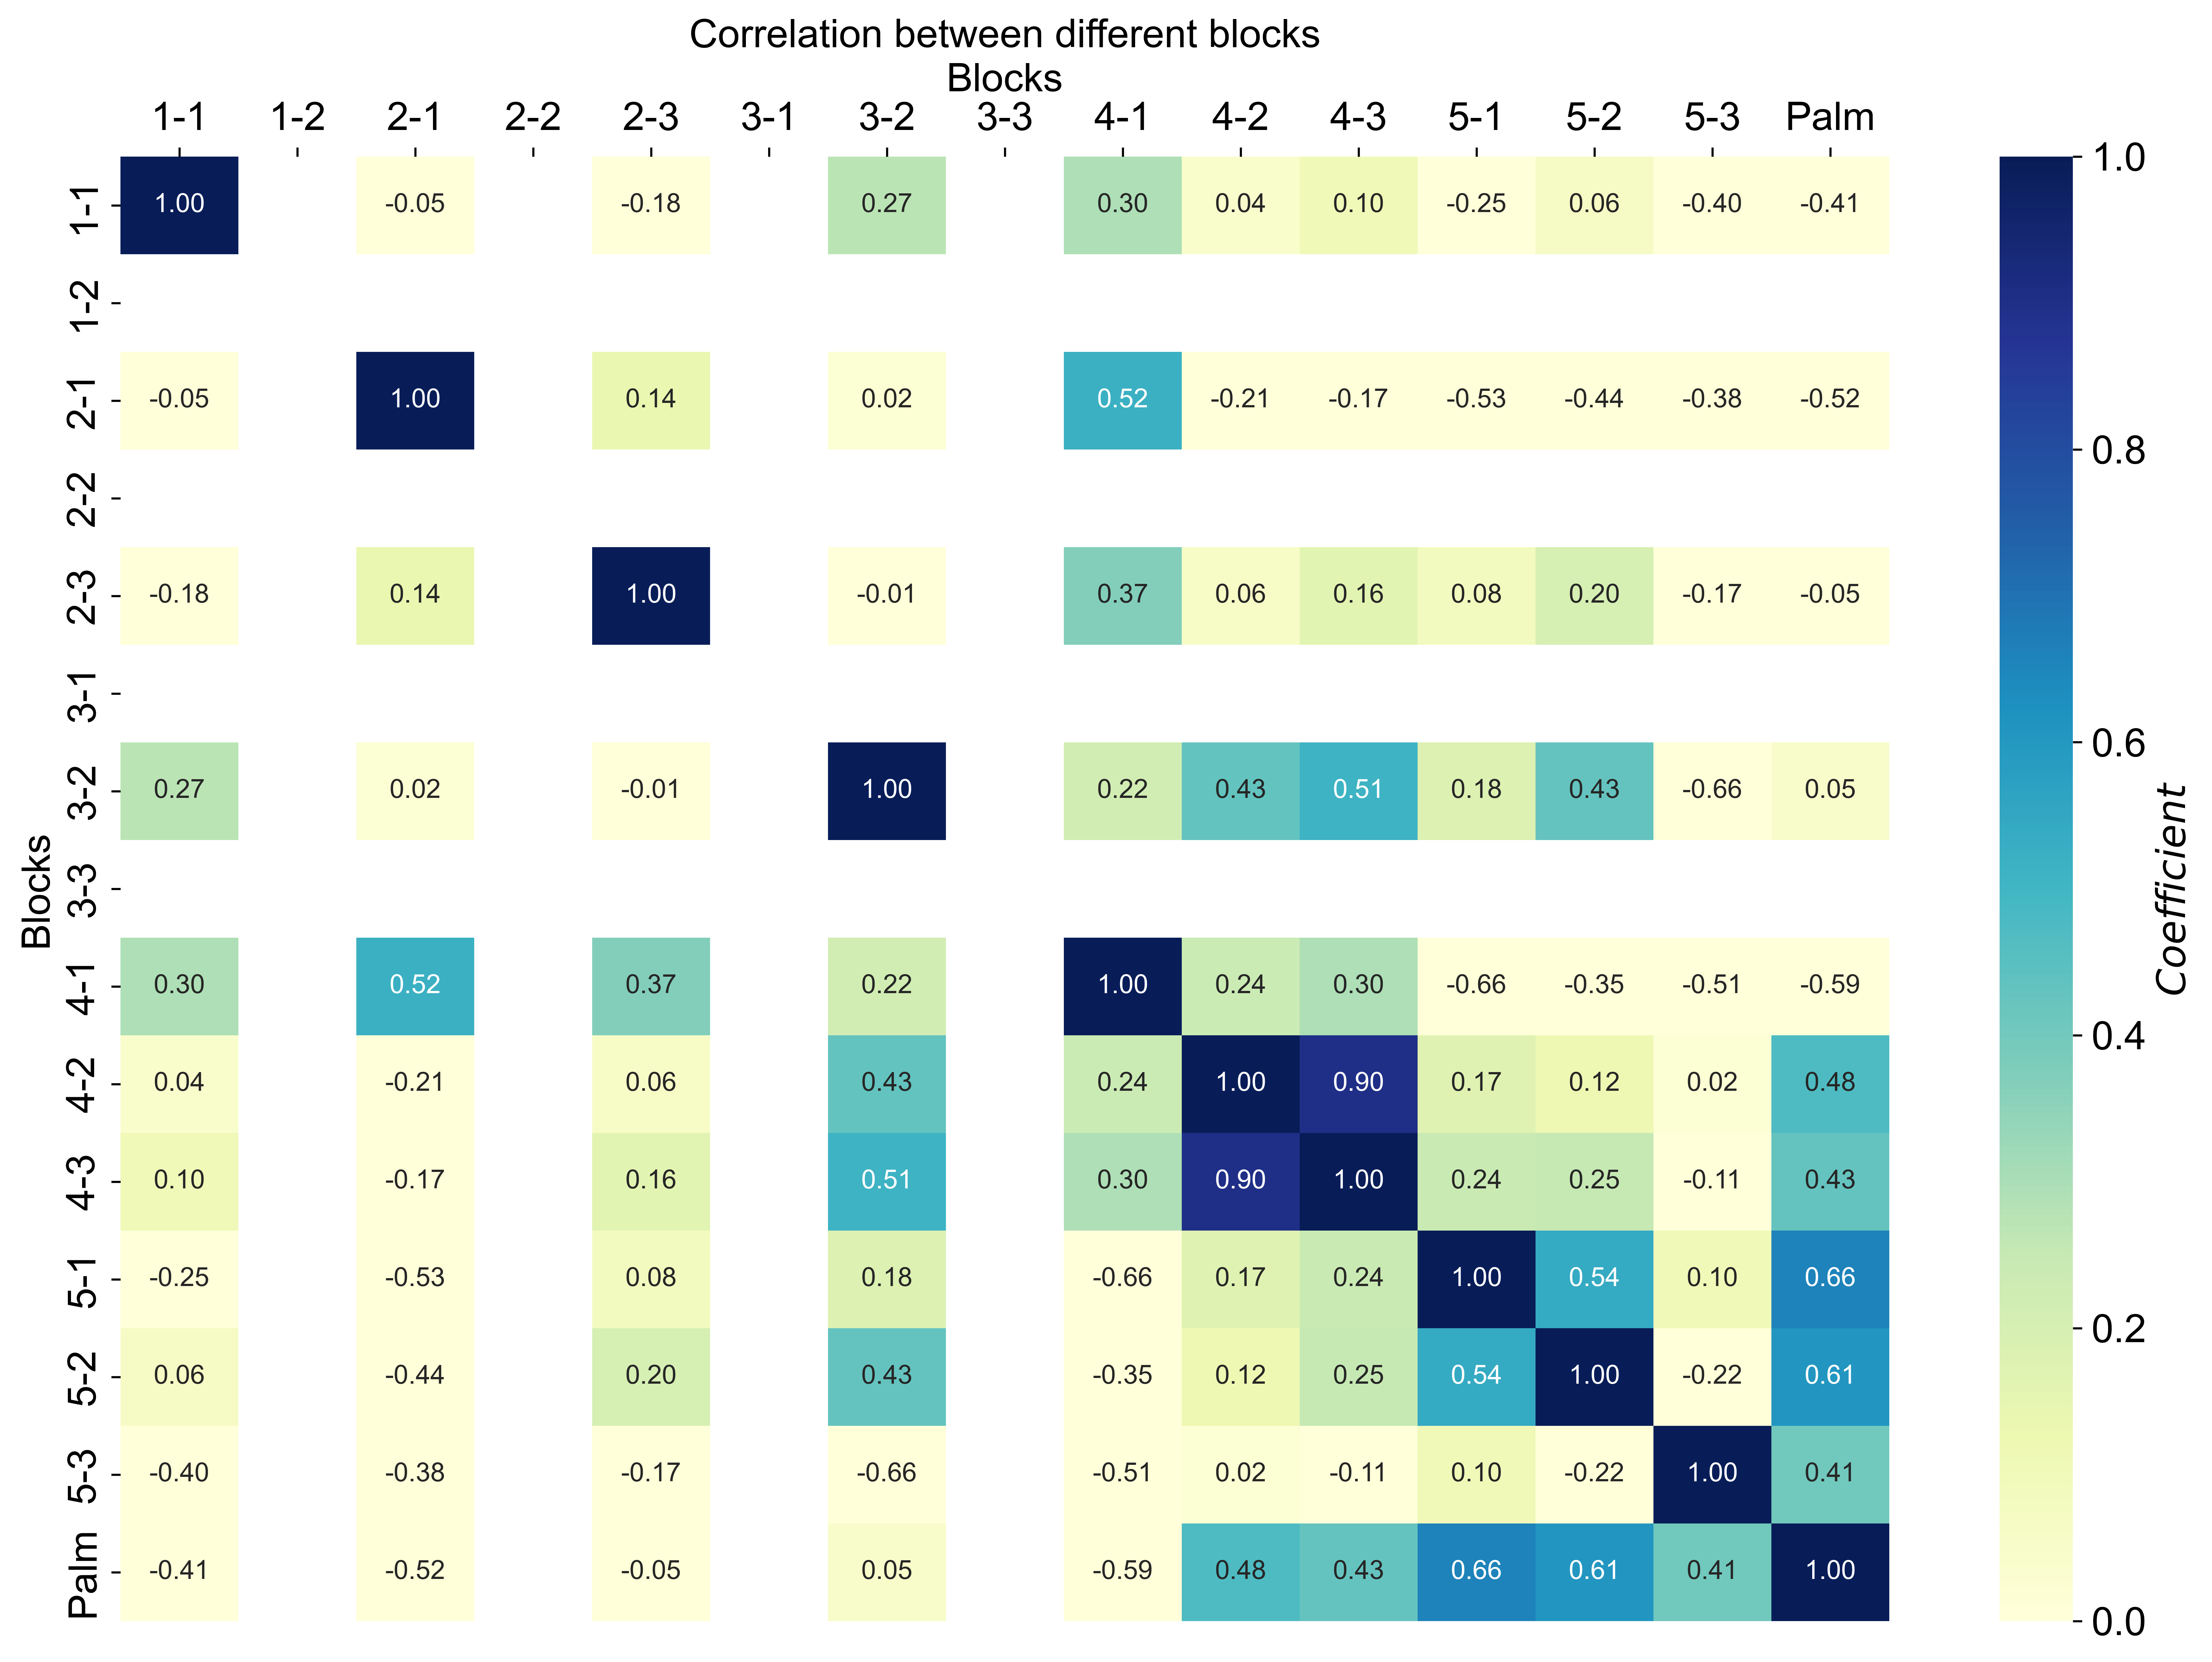 Correlation between different blocks
Blocks
1-1 1-2 2-1 2-2 2-3 3-1 3-2 3-3 4-1 4-2 4-3 5-1 5-2 5-3 Palm
1-1 1.00 -0.05 -0.18 0.27 0.30 0.04 0.10 -0.25 0.06 -0.40 -0.41
1-2
2-1 -0.05 1.00 0.14 0.02 0.52 -0.21 -0.17 -0.53 -0.44 -0.38 -0.52
2-2
2-3 -0.18 0.14 1.00 -0.01 0.37 0.06 0.16 0.08 0.20 -0.17 -0.05
3-1
3-2 0.27 0.02 -0.01 1.00 0.22 0.43 0.51 0.18 0.43 -0.66 0.05
3-3
4-1 0.30 0.52 0.37 0.22 1.00 0.24 0.30 -0.66 -0.35 -0.51 -0.59
4-2 0.04 -0.21 0.06 0.43 0.24 1.00 0.90 0.17 0.12 0.02 0.48
4-3 0.10 -0.17 0.16 0.51 0.30 0.90 1.00 0.24 0.25 -0.11 0.43
5-1 -0.25 -0.53 0.08 0.18 -0.66 0.17 0.24 1.00 0.54 0.10 0.66
5-2 0.06 -0.44 0.20 0.43 -0.35 0.12 0.25 0.54 1.00 -0.22 0.61
5-3 -0.40 -0.38 -0.17 -0.66 -0.51 0.02 -0.11 0.10 -0.22 1.00 0.41
Palm -0.41 -0.52 -0.05 0.05 -0.59 0.48 0.43 0.66 0.61 0.41 1.00
Blocks
1.0
0.8
0.6
0.4
0.2
0.0
Coefficient